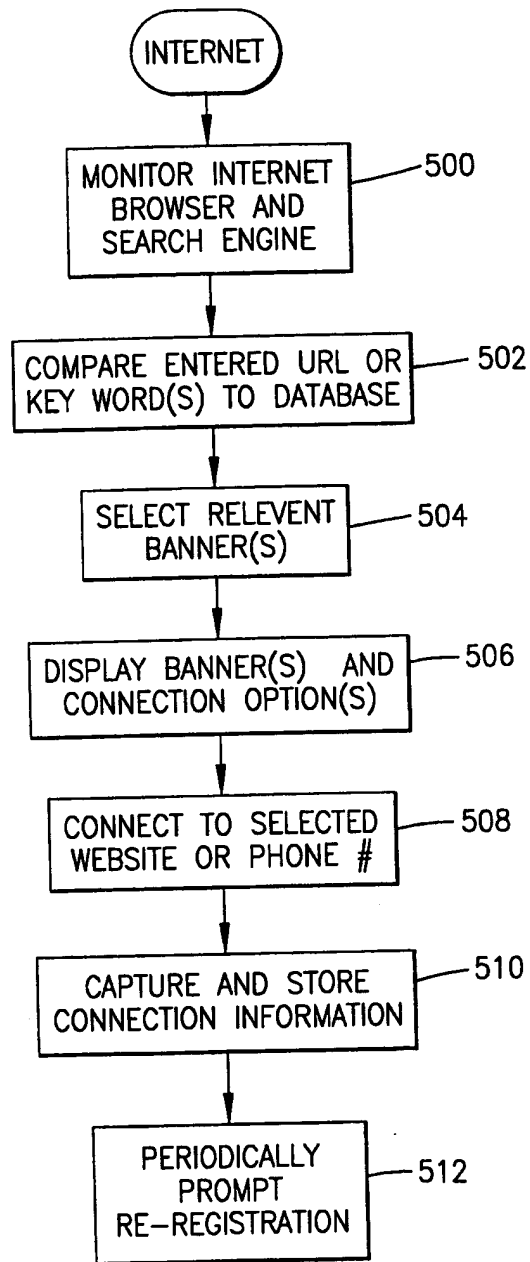 INTERNET
MONITOR INTERNET
BROWSER AND
SEARCH ENGINE
500
COMPARE ENTERED URL OR
KEY WORD(S) TO DATABASE
502
SELECT RELEVENT
BANNER(S)
504
DISPLAY BANNER(S) AND
CONNECTION OPTION(S)
506
CONNECT TO SELECTED
WEBSITE OR PHONE #
508
CAPTURE AND STORE
CONNECTION INFORMATION
510
PERIODICALLY
PROMPT
RE-REGISTRATION
512